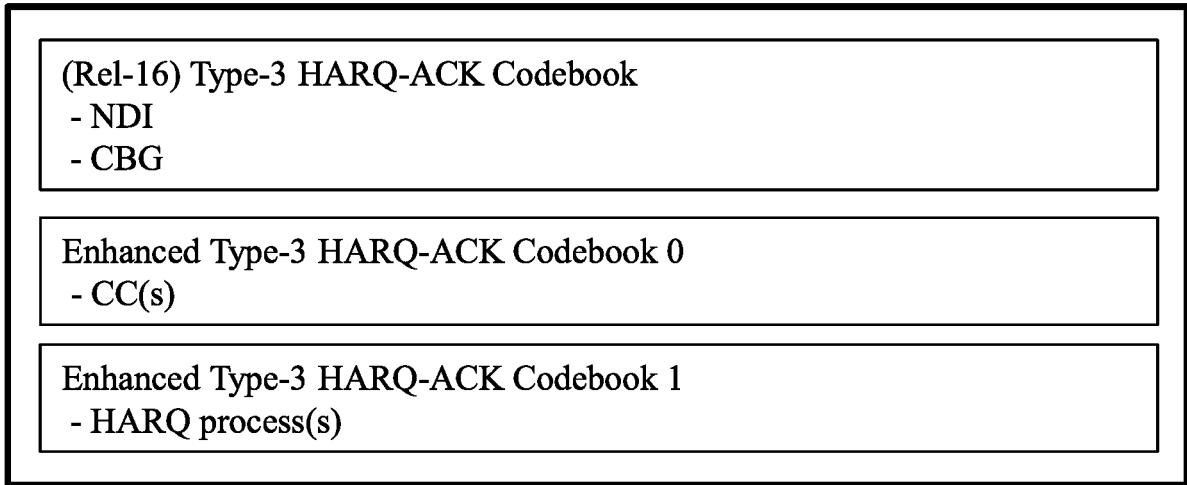 (Rel-16) Type-3 HARQ-ACK Codebook
- NDI
- CBG
Enhanced Type-3 HARQ-ACK Codebook 0
- CC(s)
Enhanced Type-3 HARQ-ACK Codebook 1
- HARQ process(s)